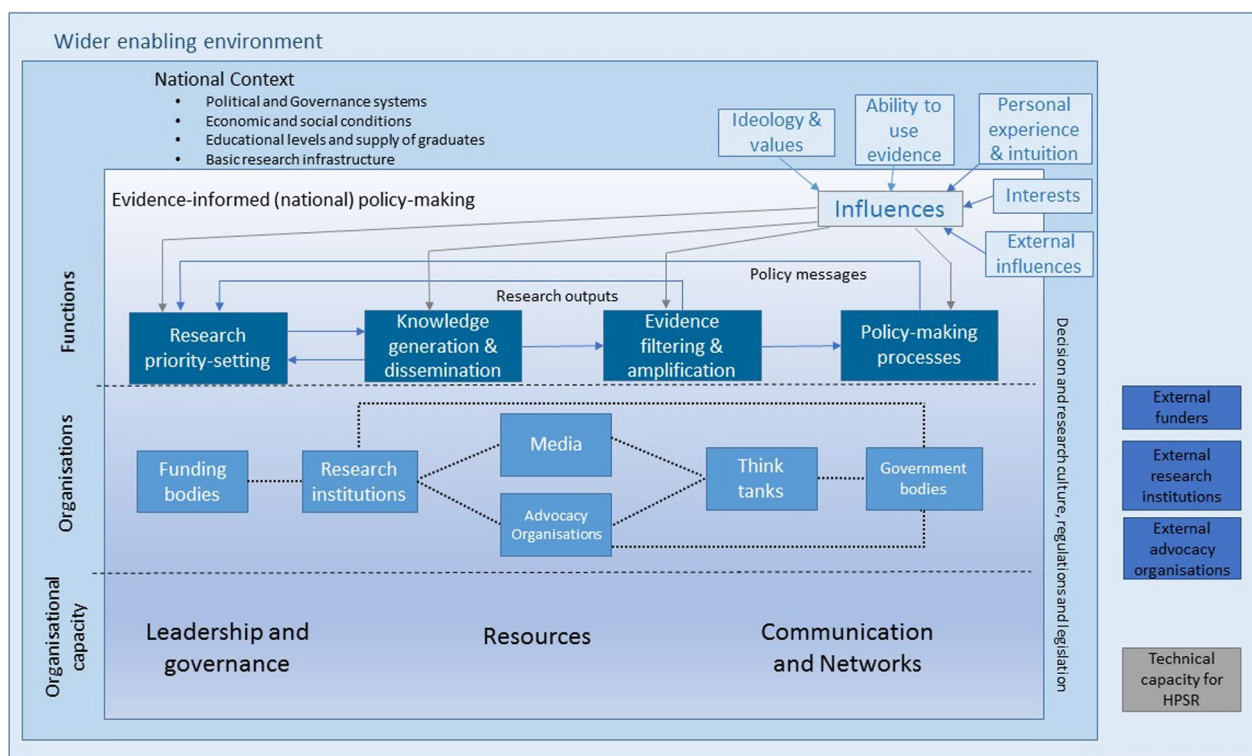 Wider enabling environment
National Context
• Political and Governance systems
• Economic and social conditions
• Educational levels and supply of graduates
• Basic research infrastructure
Ideology &
values
Ability to
use
evidence
Personal
experience
& intuition
Interests
External
influences
Influences
Evidence-informed (national) policy-making
Policy messages
Research outputs
Functions
Research
priority-setting
Knowledge
generation &
dissemination
Evidence
filtering &
amplification
Policy-making
processes
Organisations
Funding
bodies
Research
institutions
Media
Advocacy
Organisations
Think
tanks
Government
bodies
Organisational
capacity
Leadership and
governance
Resources
Communication
and Networks
Decision and research culture, regulations and legislation
External
funders
External
research
institutions
External
advocacy
organisations
Technical
capacity for
HPSR